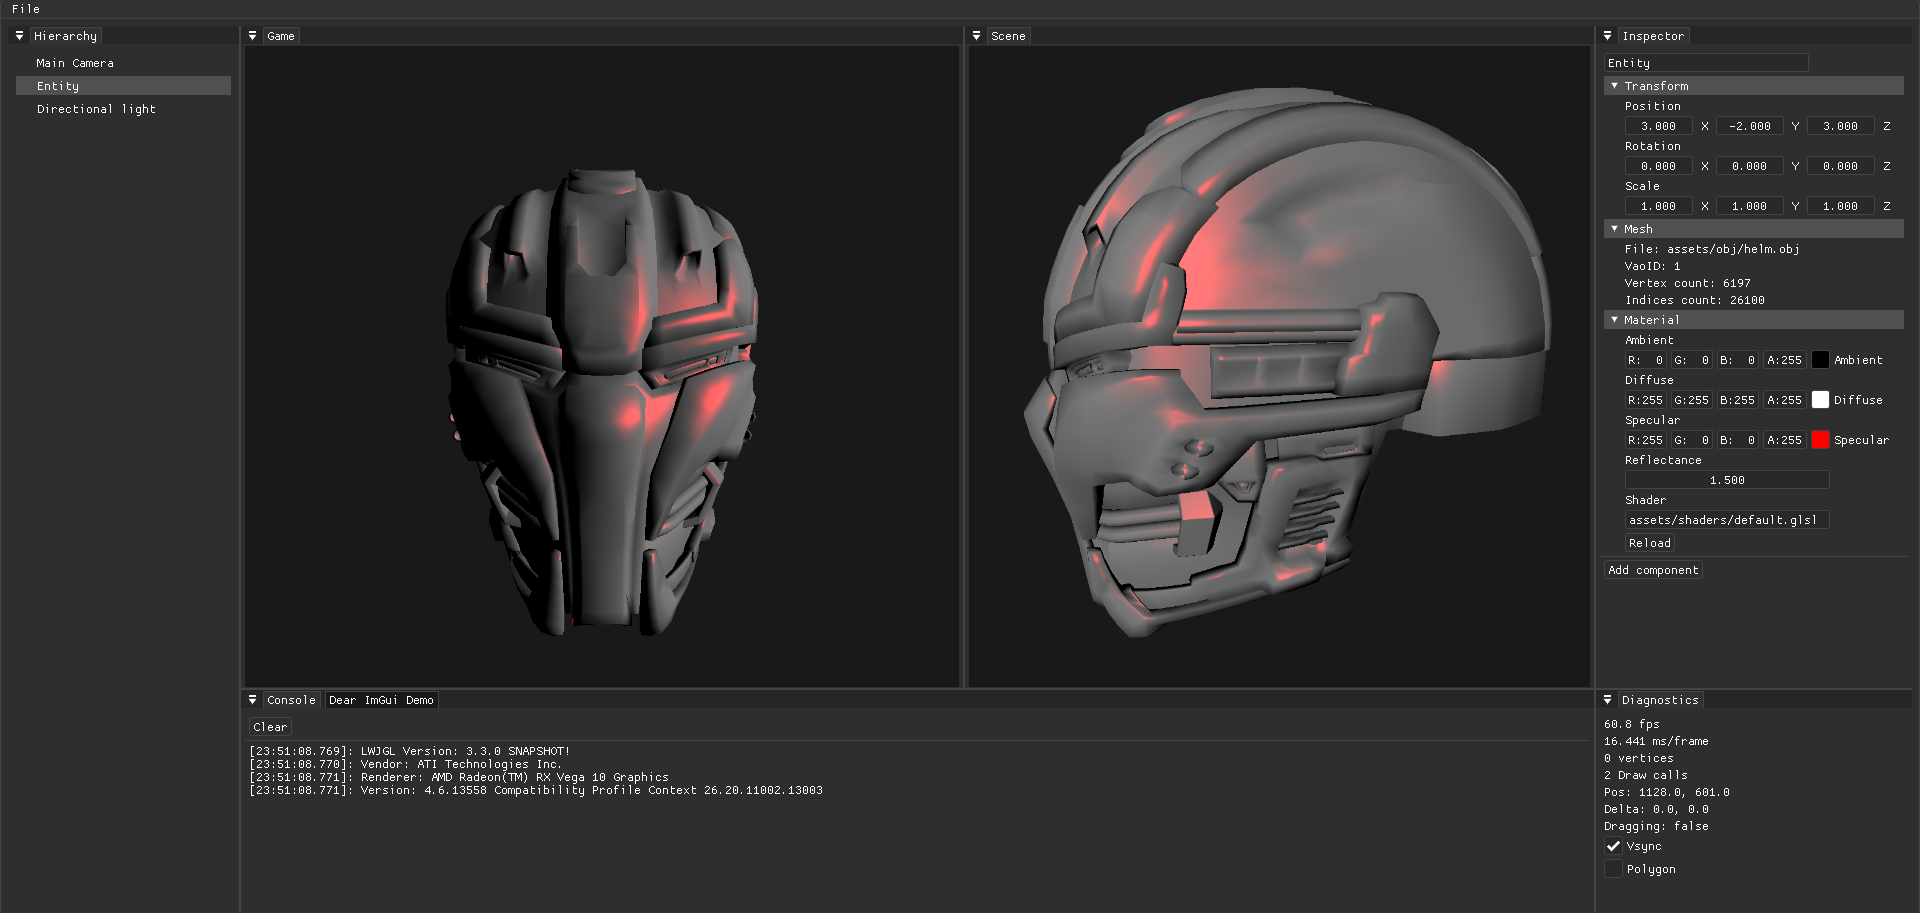 File
Hierarchy
Main Camera
Entity
Directional light
Game
Scene
Inspector
Entity
Transform
Position
3.000 X -2.000 Y 3.000 Z
Rotation
0.000 X 0.000 Y 0.000 Z
Scale
1.000 X 1.000 Y 1.000 Z
Mesh
File: assets/obj/helm.obj
VaoID: 1
Vertex count: 6197
Indices count: 26100
Material
Ambient
R: 0 G: 0 B: 0 A:255 Ambient
Diffuse
R:255 G:255 B:255 A:255 Diffuse
Specular
R:255 G: 0 B: 0 A:255 Specular
Reflectance
1.500
Shader
assets/shaders/default.glsl
Reload
Add component
Console Dear ImGui Demo
Clear
[23:51:08.769]: LWJGL Version: 3.3.0 SNAPSHOT!
[23:51:08.770]: Vendor: ATI Technologies Inc.
[23:51:08.771]: Renderer: AMD Radeon(TM) RX Vega 10 Graphics
[23:51:08.771]: Version: 4.6.13558 Compatibility Profile Context 26.20.11002.13003
Diagnostics
60.8 fps
16.441 ms/frame
0 vertices
2 Draw calls
Pos: 1128.0, 601.0
Delta: 0.0, 0.0
Dragging: false
Vsync
Polygon